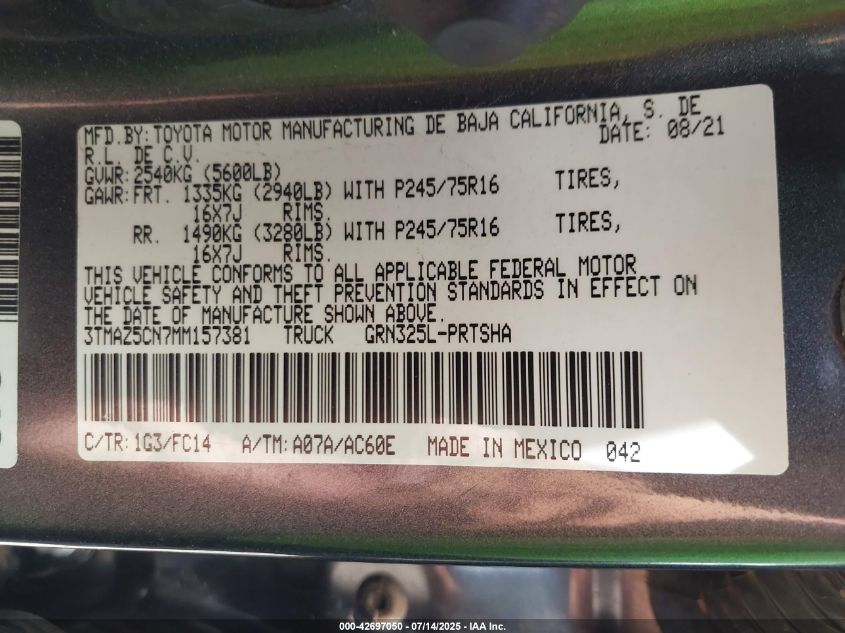 MFD.BY:TOYOTA MOTOR MANUFACTURING DE BAJA CALIFORNIA, S. DE
R.L. DE C.V. DATE: 08/21
GVWR:2540KG (5600LB)
GAWR:FRT. 1335KG (2940LB) WITH P245/75R16 TIRES,
16X7J RIMS.
RR. 1490KG (3280LB) WITH P245/75R16 TIRES,
16X7J RIMS.
THIS VEHICLE CONFORMS TO ALL APPLICABLE FEDERAL MOTOR
VEHICLE SAFETY AND THEFT PREVENTION STANDARDS IN EFFECT ON
THE DATE OF MANUFACTURE SHOWN ABOVE.
3TMAZ5CN7MM157381 TRUCK GRN325L-PRTSHA
C/TR:1G3/FC14 A/TM:A07A/AC60E MADE IN MEXICO 042
000-42697050 - 07/14/2025 - IAA Inc.